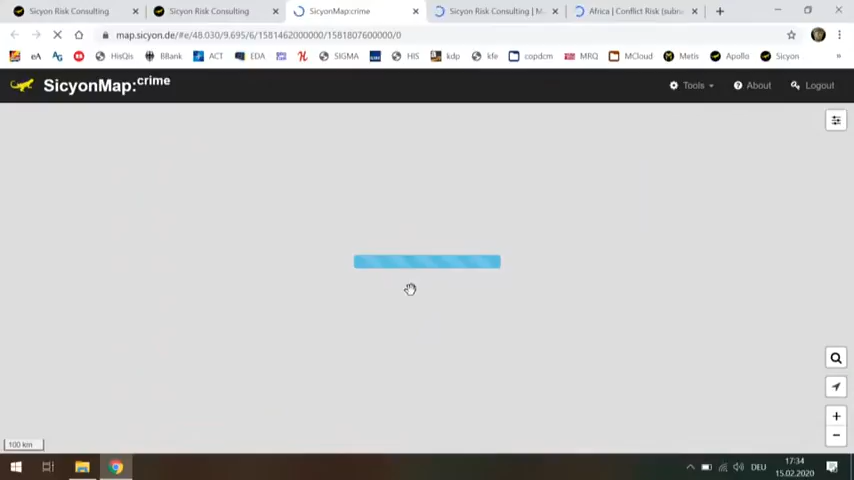 Sicyon Risk Consulting
Sicyon Risk Consulting
SicyonMap:crime
Sicyon Risk Consulting | M
Africa | Conflict Risk (subna
map.sicyon.de/#e/48.030/9.695/6/1581462000000/1581807600000/0
eA
HisQis
BBank
ACT
EDA
SIGMA
HIS
kdp
kfe
copdcm
MRQ
MCloud
Metis
Apollo
Sicyon
SicyonMap:crime
Tools
About
Logout
100 km
DEU
17:34
15.02.2020